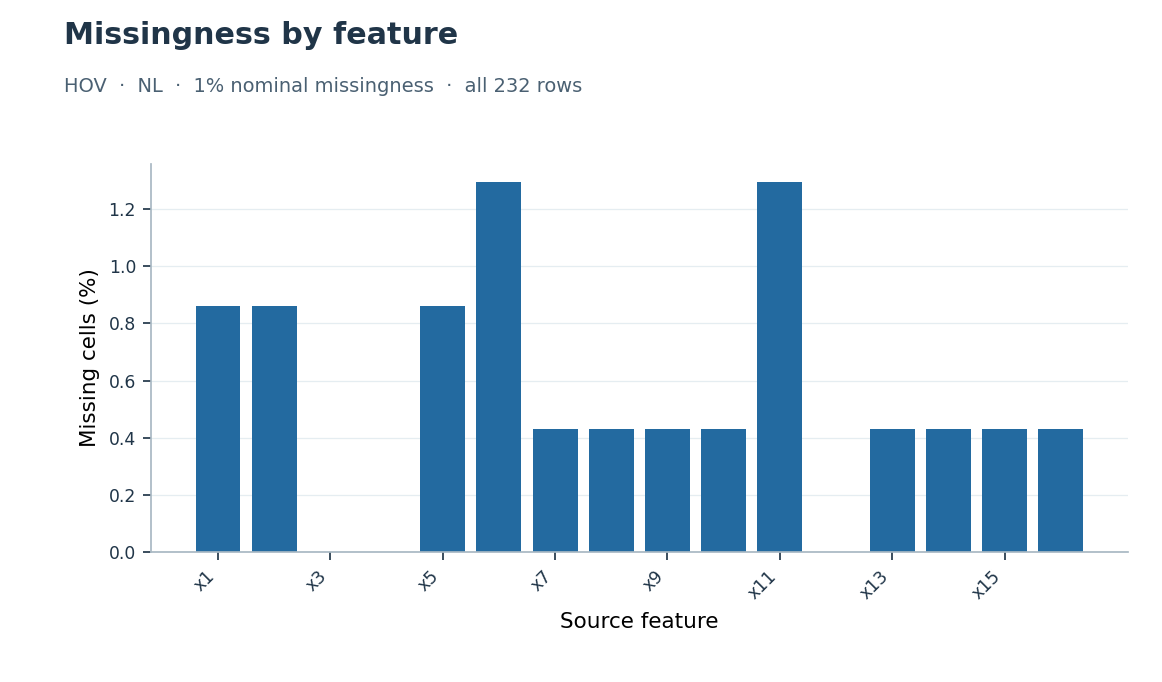 Missingness by feature
HOV · NL · 1% nominal missingness · all 232 rows
Missing cells (%)
1.2
1.0
0.8
0.6
0.4
0.2
0.0
x1 x3 x5 x7 x9 x11 x13 x15
Source feature